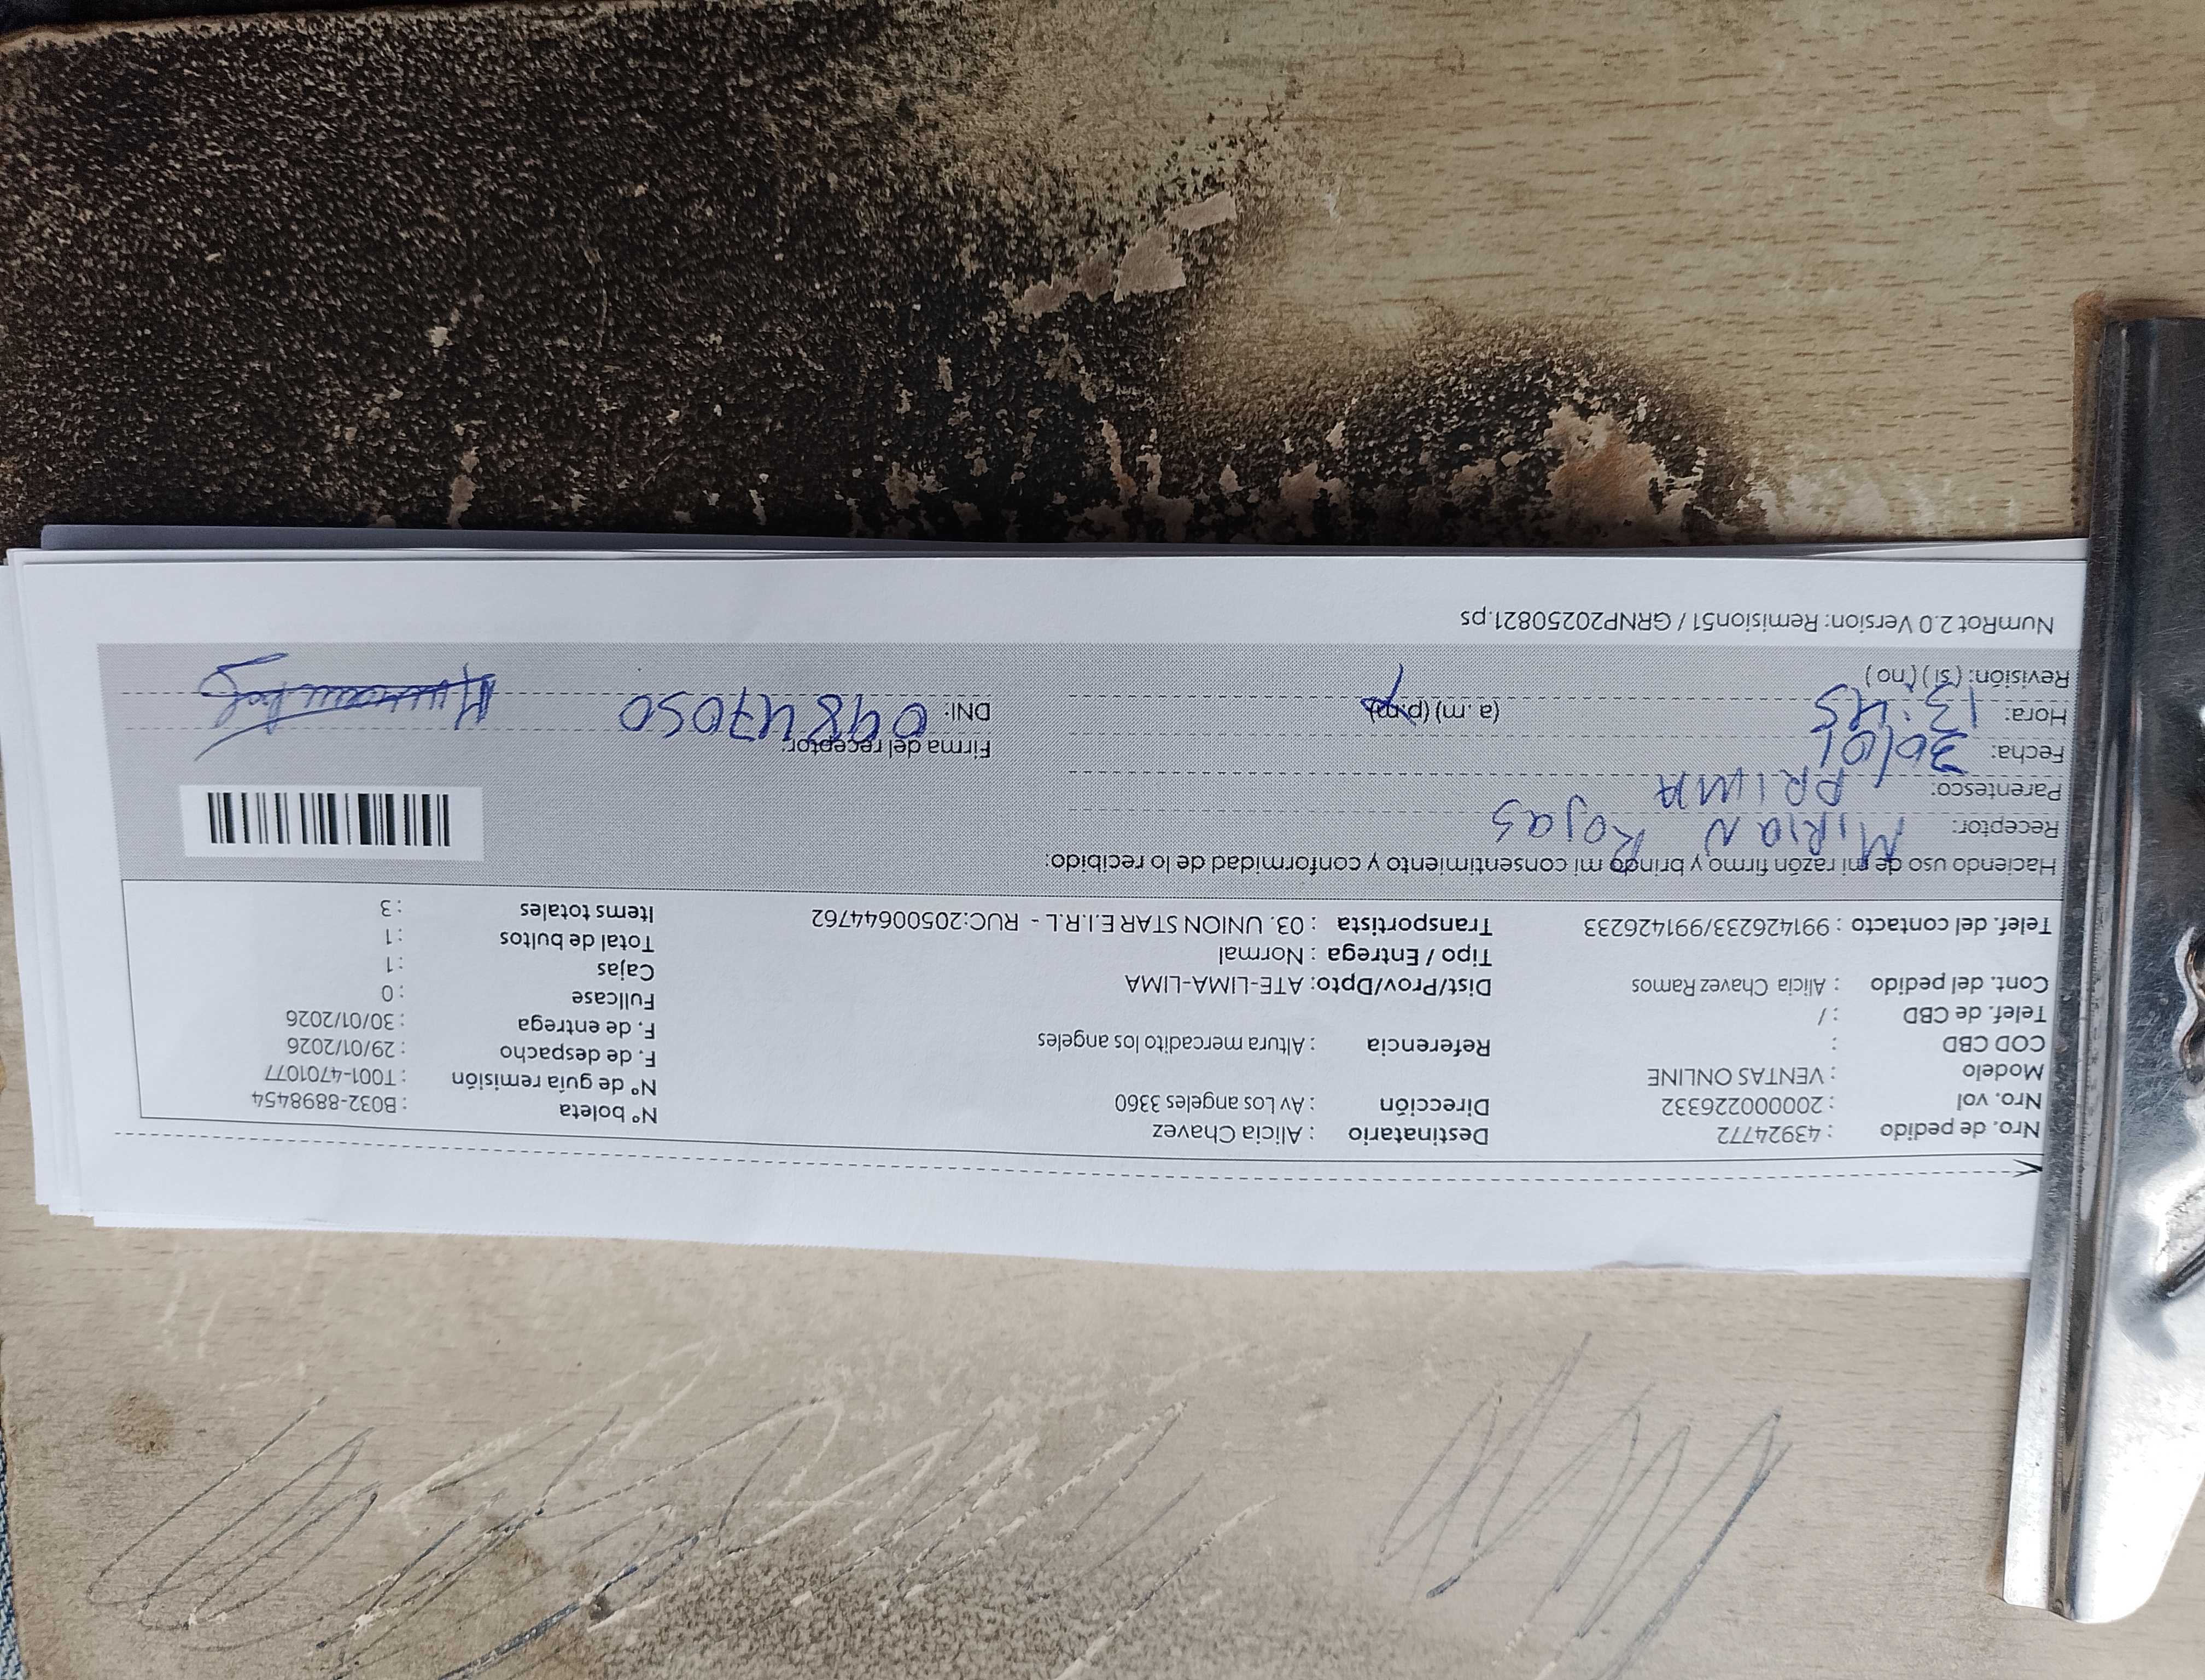 Nro. de pedido : 43924772
Nro. vol : 20000226332
Modelo : VENTAS ONLINE
COD CBD :
Telef. de CBD : /
Cont. del pedido : Alicia Chavez Ramos
Telef. del contacto : 991426233/991426233
Destinatario : Alicia Chavez
Dirección : Av Los angeles 3360
Referencia : Altura mercadito los angeles
Dist/Prov/Dpto: ATE-LIMA-LIMA
Tipo / Entrega : Normal
Transportista : 03. UNION STAR E.I.R.L - RUC:20500644762
N° boleta : B032-8898454
N° de guía remisión : T001-4701077
F. de despacho : 29/01/2026
F. de entrega : 30/01/2026
Fullcase : 0
Cajas : 1
Total de bultos : 1
Items totales : 3
Haciendo uso de mi razón firmo y brindo mi consentimiento y conformidad de lo recibido:
Receptor: MIRIAN Rojas
Parentesco: PRIMA
Fecha: 30/01
Hora: 13:45 (a. m) (p.m)
Revisión: (si) (no)
Firma del receptor:
DNI: 09847050
NumRot 2.0 Version: Remision51 / GRNP20250821.ps